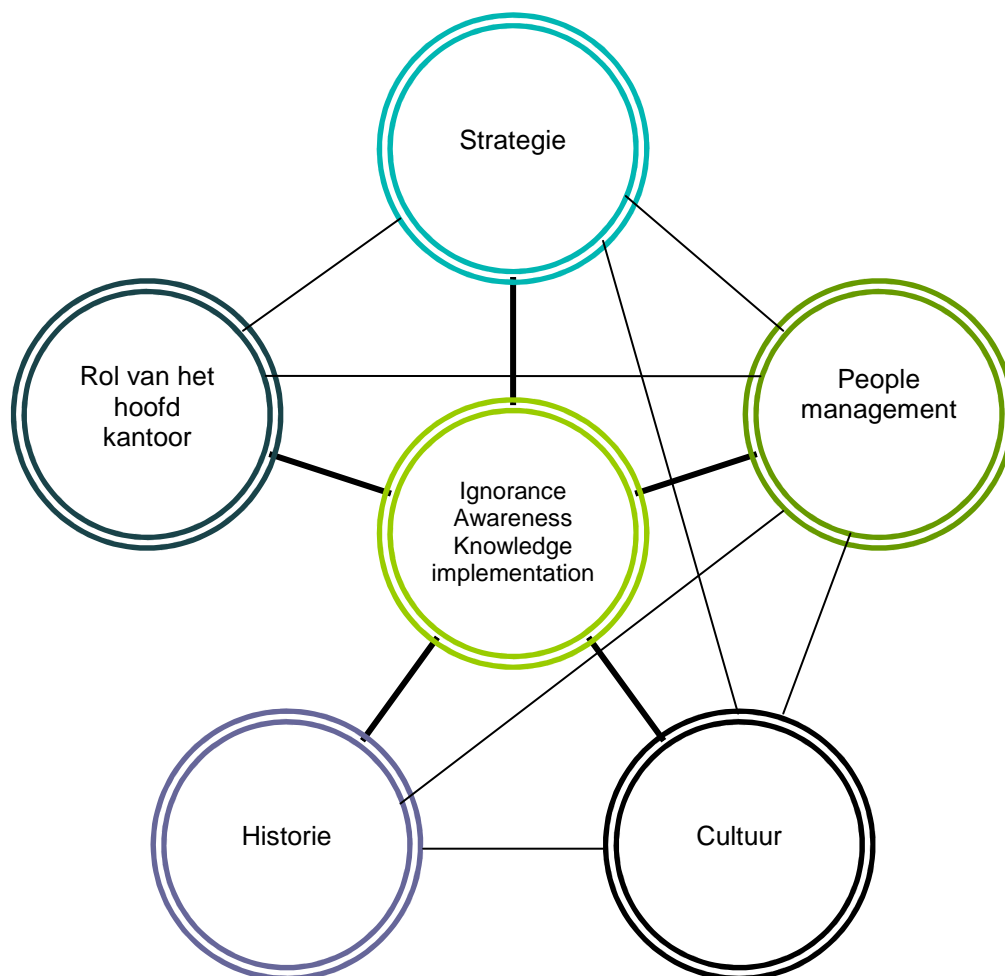 Strategie
Rol van het
hoofd
kantoor
People
management
Ignorance
Awareness
Knowledge
implementation
Historie
Cultuur